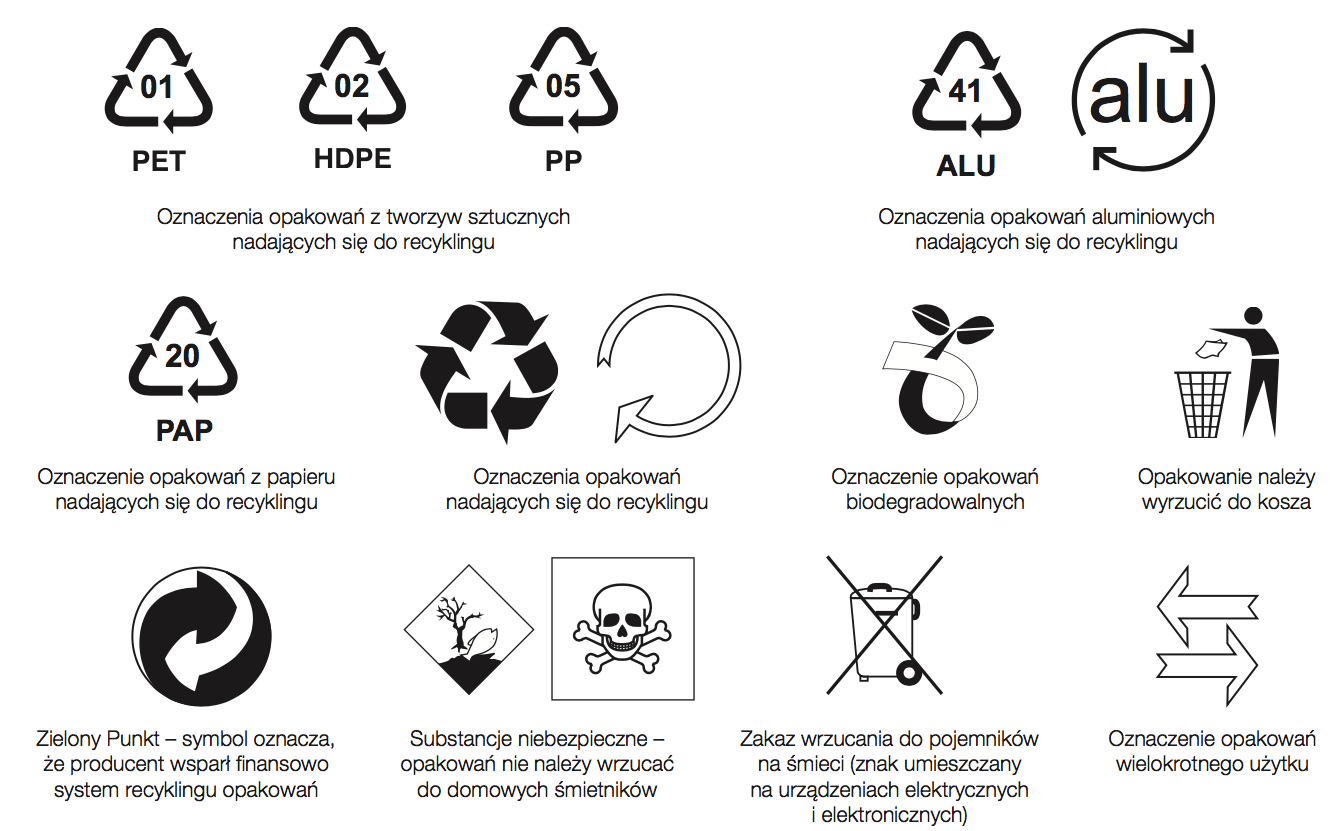 01
PET
02
HDPE
05
PP
Oznaczenia opakowań z tworzyw sztucznych
nadających się do recyklingu
41
ALU
alu
Oznaczenia opakowań aluminiowych
nadających się do recyklingu
20
PAP
Oznaczenie opakowań z papieru
nadających się do recyklingu
Oznaczenia opakowań
nadających się do recyklingu
Oznaczenie opakowań
biodegradowalnych
Opakowanie należy
wyrzucić do kosza
Zielony Punkt – symbol oznacza,
że producent wsparł finansowo
system recyklingu opakowań
Substancje niebezpieczne –
opakowań nie należy wrzucać
do domowych śmietników
Zakaz wrzucania do pojemników
na śmieci (znak umieszczany
na urządzeniach elektrycznych
i elektronicznych)
Oznaczenie opakowań
wielokrotnego użytku